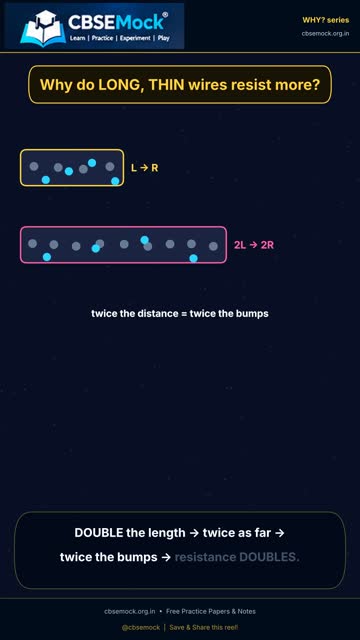 CBSEMock®
Learn | Practice | Experiment | Play
WHY? series
cbsemock.org.in
Why do LONG, THIN wires resist more?
L → R
2L → 2R
twice the distance = twice the bumps
DOUBLE the length → twice as far →
twice the bumps → resistance DOUBLES.
cbsemock.org.in • Free Practice Papers & Notes
@cbsemock | Save & Share this reel!